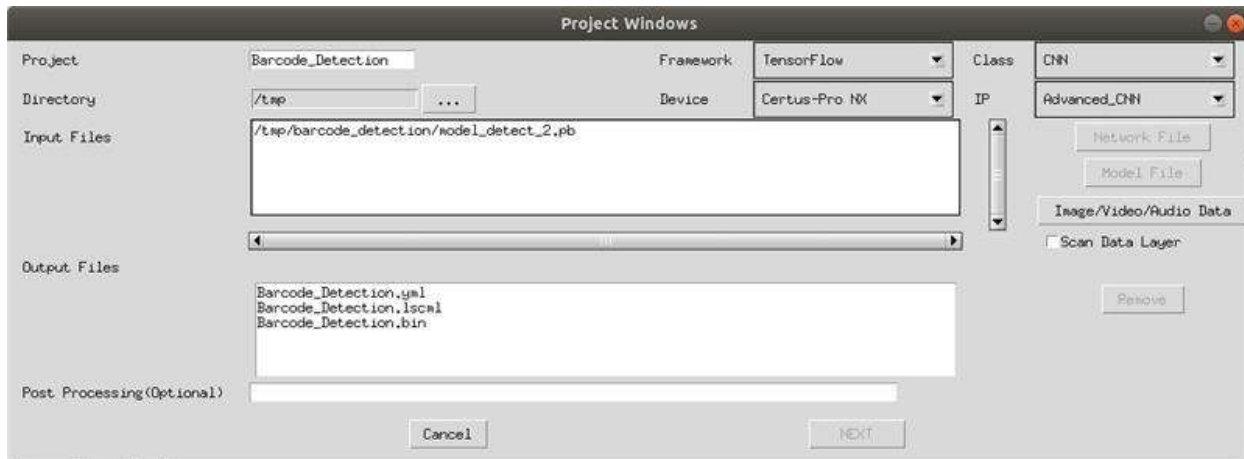 Project Windows
Project Barcode_Detection Framework TensorFlow Class CNN
Directory /tmp ... Device Certus-Pro NX IP Advanced_CNN
Input Files /tmp/barcode_detection/model_detect_2.pb Network File
Model File
Image/Video/Audio Data
Scan Data Layer
Output Files
Barcode_Detection.yml
Barcode_Detection.lscml
Barcode_Detection.bin
Remove
Post Processing(Optional)
Cancel NEXT